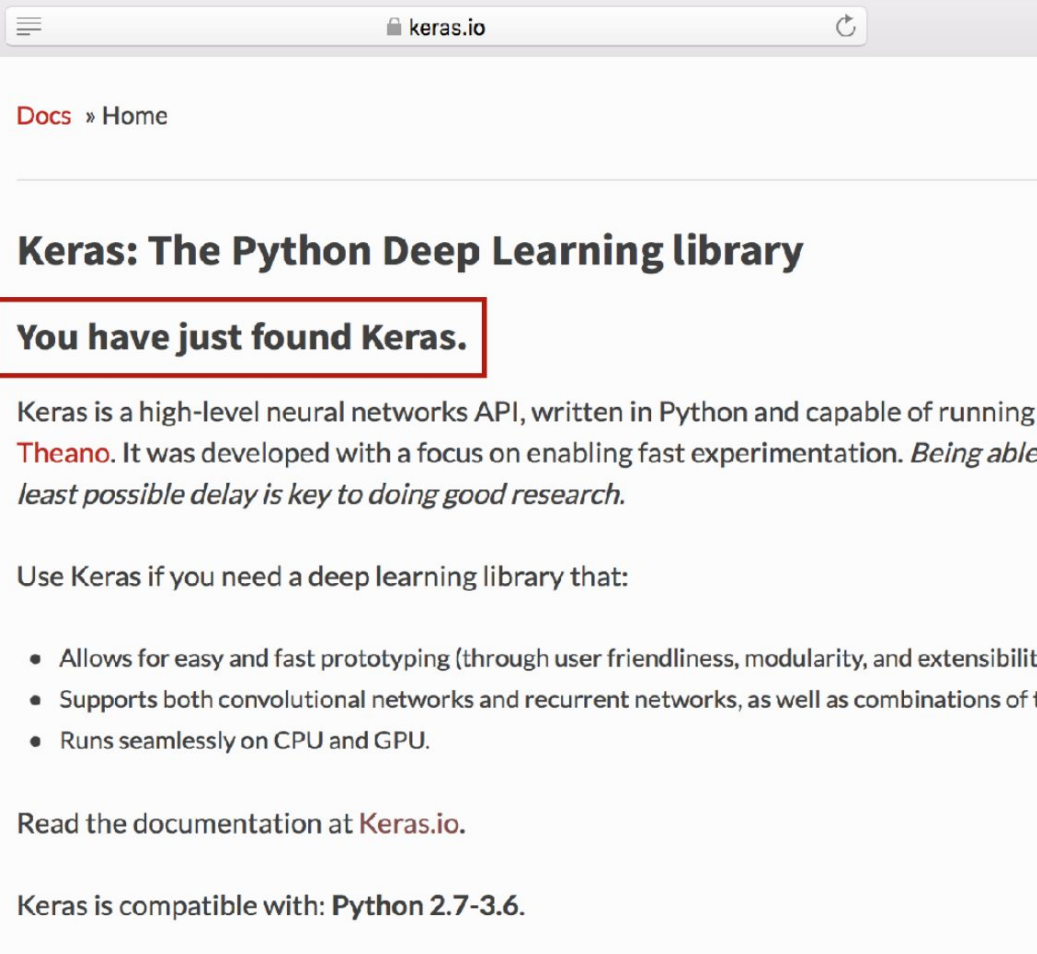 keras.io
Docs » Home
Keras: The Python Deep Learning library
You have just found Keras.
Keras is a high-level neural networks API, written in Python and capable of running
Theano. It was developed with a focus on enabling fast experimentation. Being able
least possible delay is key to doing good research.
Use Keras if you need a deep learning library that:
• Allows for easy and fast prototyping (through user friendliness, modularity, and extensibilit
• Supports both convolutional networks and recurrent networks, as well as combinations of t
• Runs seamlessly on CPU and GPU.
Read the documentation at Keras.io.
Keras is compatible with: Python 2.7-3.6.